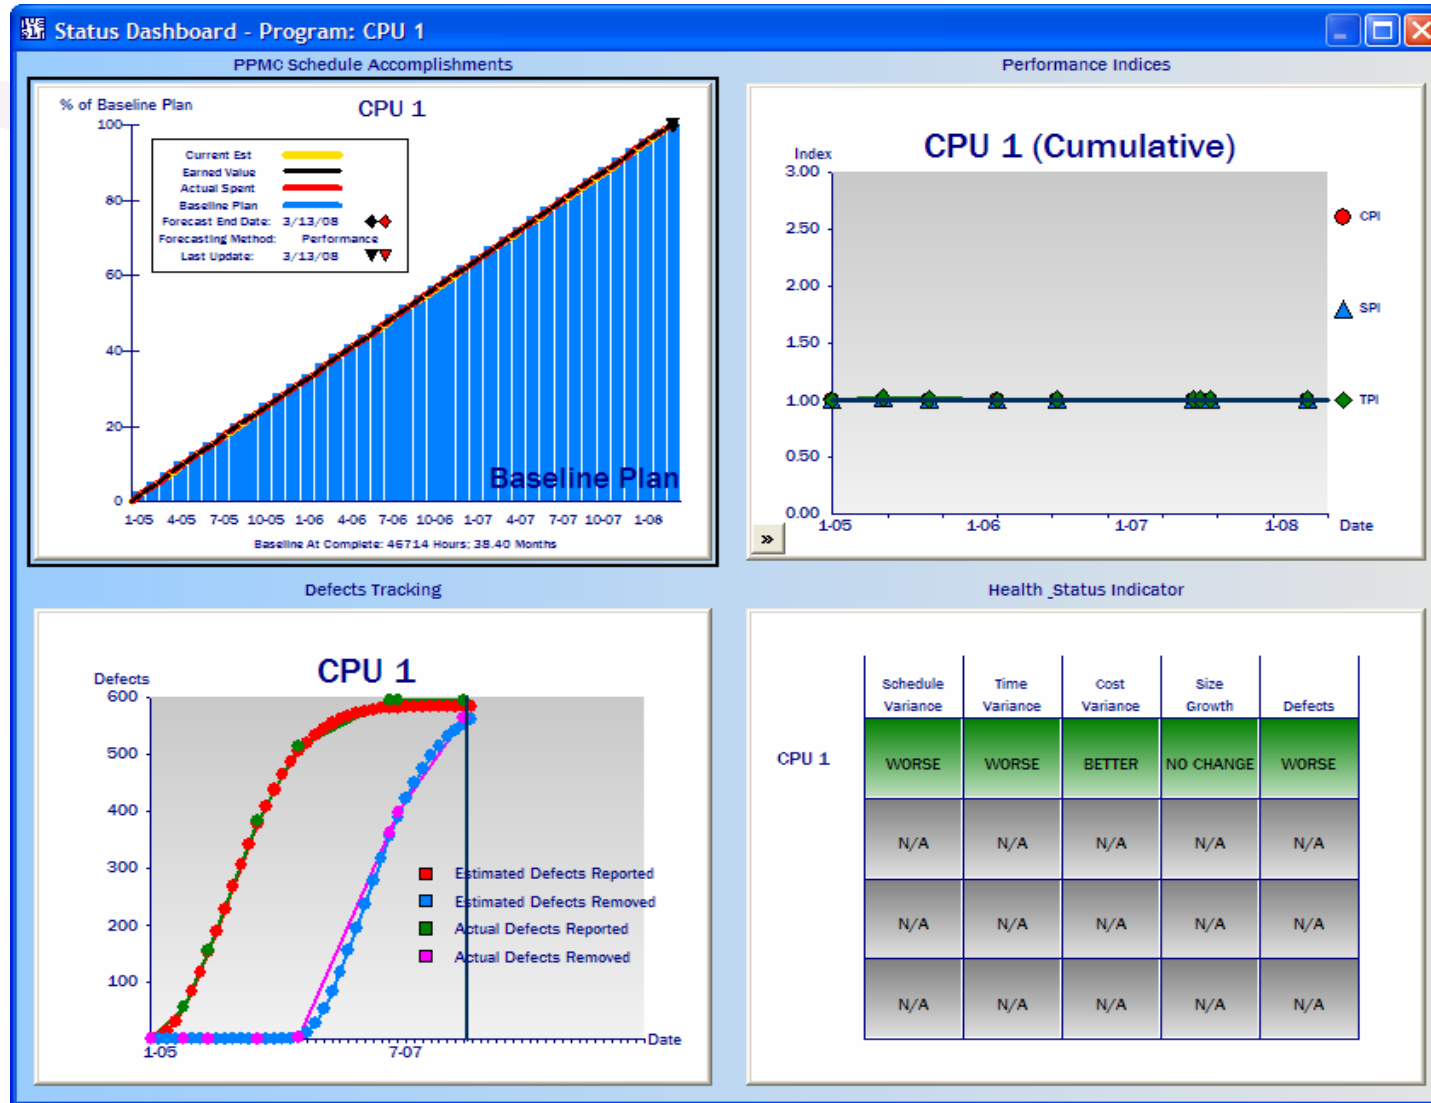 Status Dashboard - Program: CPU 1
PPMC Schedule Accomplishments
% of Baseline Plan
CPU 1
100
80
60
40
20
0
Current Est
Earned Value
Actual Spent
Baseline Plan
Forecast End Date: 3/13/08
Forecasting Method: Performance
Last Update: 3/13/08
Baseline Plan
1-05 4-05 7-05 10-05 1-06 4-06 7-06 10-06 1-07 4-07 7-07 10-07 1-08
Baseline At Complete: 46714 Hours; 38.40 Months
Performance Indices
CPU 1 (Cumulative)
Index
3.00
2.50
2.00
1.50
1.00
0.50
0.00
CPI
SPI
TPI
1-05 1-06 1-07 1-08 Date
»
Defects Tracking
CPU 1
Defects
600
500
400
300
200
100
Estimated Defects Reported
Estimated Defects Removed
Actual Defects Reported
Actual Defects Removed
1-05 7-07 Date
Health _Status Indicator
Schedule Variance Time Variance Cost Variance Size Growth Defects
CPU 1 WORSE WORSE BETTER NO CHANGE WORSE
N/A N/A N/A N/A N/A
N/A N/A N/A N/A N/A
N/A N/A N/A N/A N/A